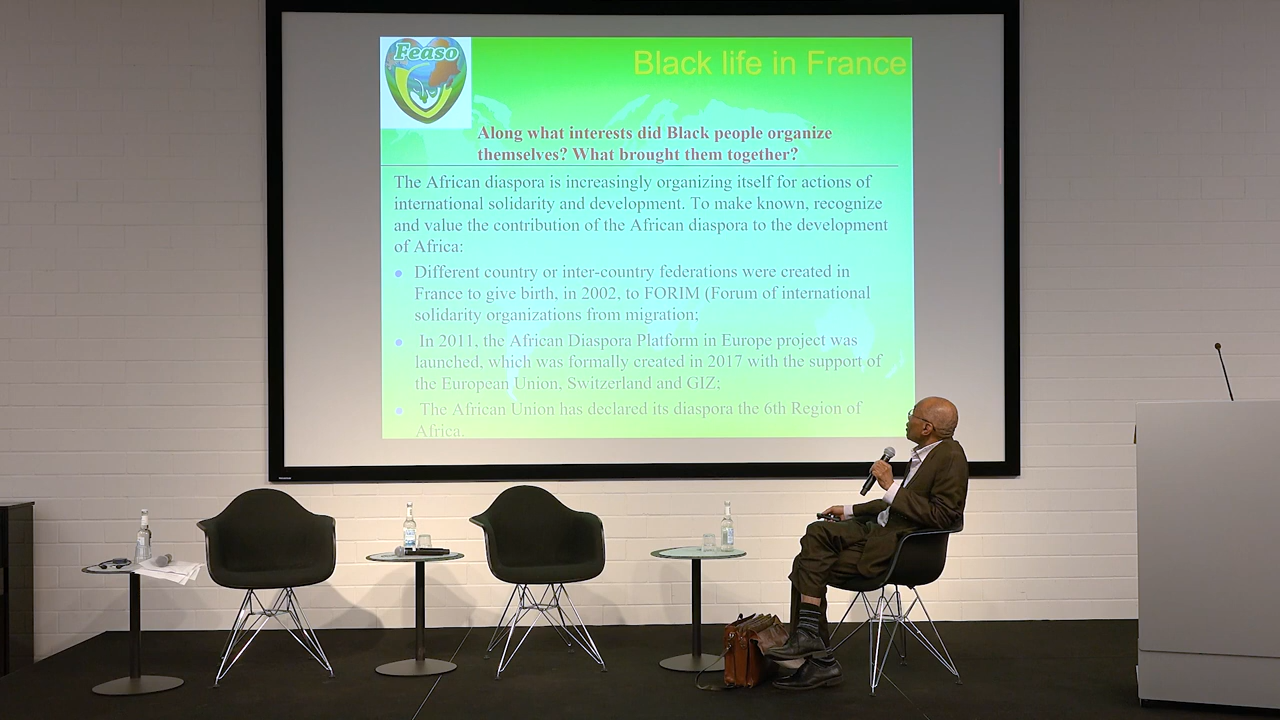 Feaso
Black life in France
Along what interests did Black people organize
themselves? What brought them together?
The African diaspora is increasingly organizing itself for actions of
international solidarity and development. To make known, recognize
and value the contribution of the African diaspora to the development
of Africa:
Different country or inter-country federations were created in
France to give birth, in 2002, to FORIM (Forum of international
solidarity organizations from migration;
In 2011, the African Diaspora Platform in Europe project was
launched, which was formally created in 2017 with the support of
the European Union, Switzerland and GIZ;
The African Union has declared its diaspora the 6th Region of
Africa.